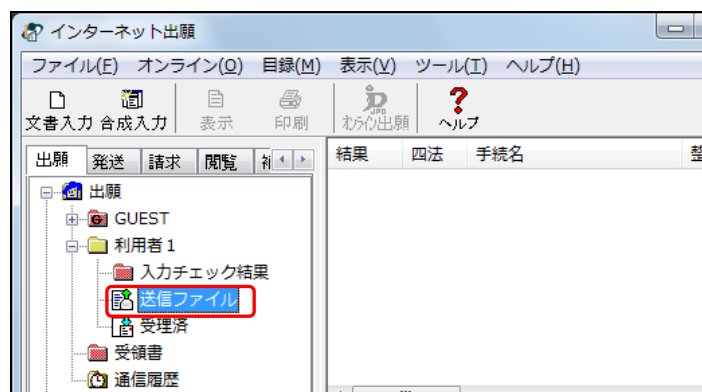 インターネット出願
ファイル(F) オンライン(O) 目録(M) 表示(V) ツール(T) ヘルプ(H)
文書入力 合成入力 表示 印刷 オンライン出願 ヘルプ
出願 発送 請求 閲覧
結果 四法 手続名 整
出願
GUEST
利用者1
入力チェック結果
送信ファイル
受理済
受領書
通信履歴